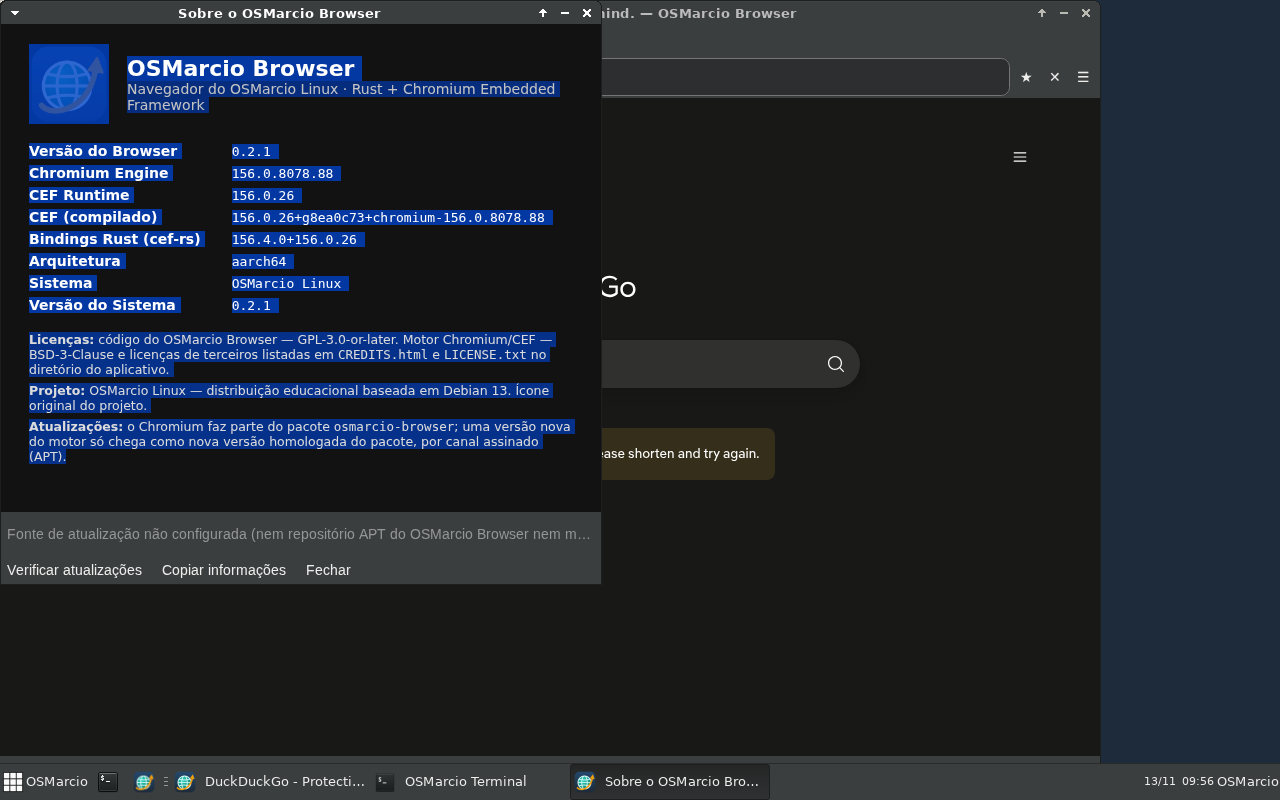 Sobre o OSMarcio Browser
ind. — OSMarcio Browser
OSMarcio Browser
Navegador do OSMarcio Linux · Rust + Chromium Embedded
Framework
Versão do Browser 0.2.1
Chromium Engine 156.0.8078.88
CEF Runtime 156.0.26
CEF (compilado) 156.0.26+g8ea0c73+chromium-156.0.8078.88
Bindings Rust (cef-rs) 156.4.0+156.0.26
Arquitetura aarch64
Sistema OSMarcio Linux
Versão do Sistema 0.2.1
Go
Licenças: código do OSMarcio Browser — GPL-3.0-or-later. Motor Chromium/CEF —
BSD-3-Clause e licenças de terceiros listadas em CREDITS.html e LICENSE.txt no
diretório do aplicativo.
Projeto: OSMarcio Linux — distribuição educacional baseada em Debian 13. Ícone
original do projeto.
Atualizações: o Chromium faz parte do pacote osmarcio-browser; uma versão nova
do motor só chega como nova versão homologada do pacote, por canal assinado
(APT).
ease shorten and try again.
Fonte de atualização não configurada (nem repositório APT do OSMarcio Browser nem m…
Verificar atualizações Copiar informações Fechar
OSMarcio DuckDuckGo - Protecti… OSMarcio Terminal Sobre o OSMarcio Bro… 13/11 09:56 OSMarcio